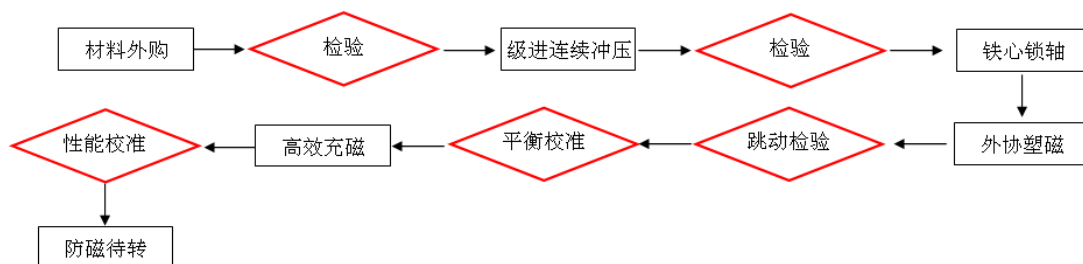 材料外购
检验
级进连续冲压
检验
铁心锁轴
外协塑磁
跳动检验
平衡校准
高效充磁
性能校准
防磁待转